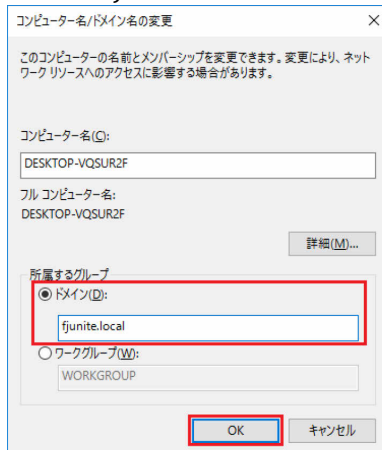 コンピューター名/ドメイン名の変更
このコンピューターの名前とメンバーシップを変更できます。変更により、ネット
ワーク リソースへのアクセスに影響する場合があります。
コンピューター名(C):
DESKTOP-VQSUR2F
フル コンピューター名:
DESKTOP-VQSUR2F
詳細(M)...
所属するグループ
ドメイン(D):
fjunite.local
ワークグループ(W):
WORKGROUP
OK
キャンセル